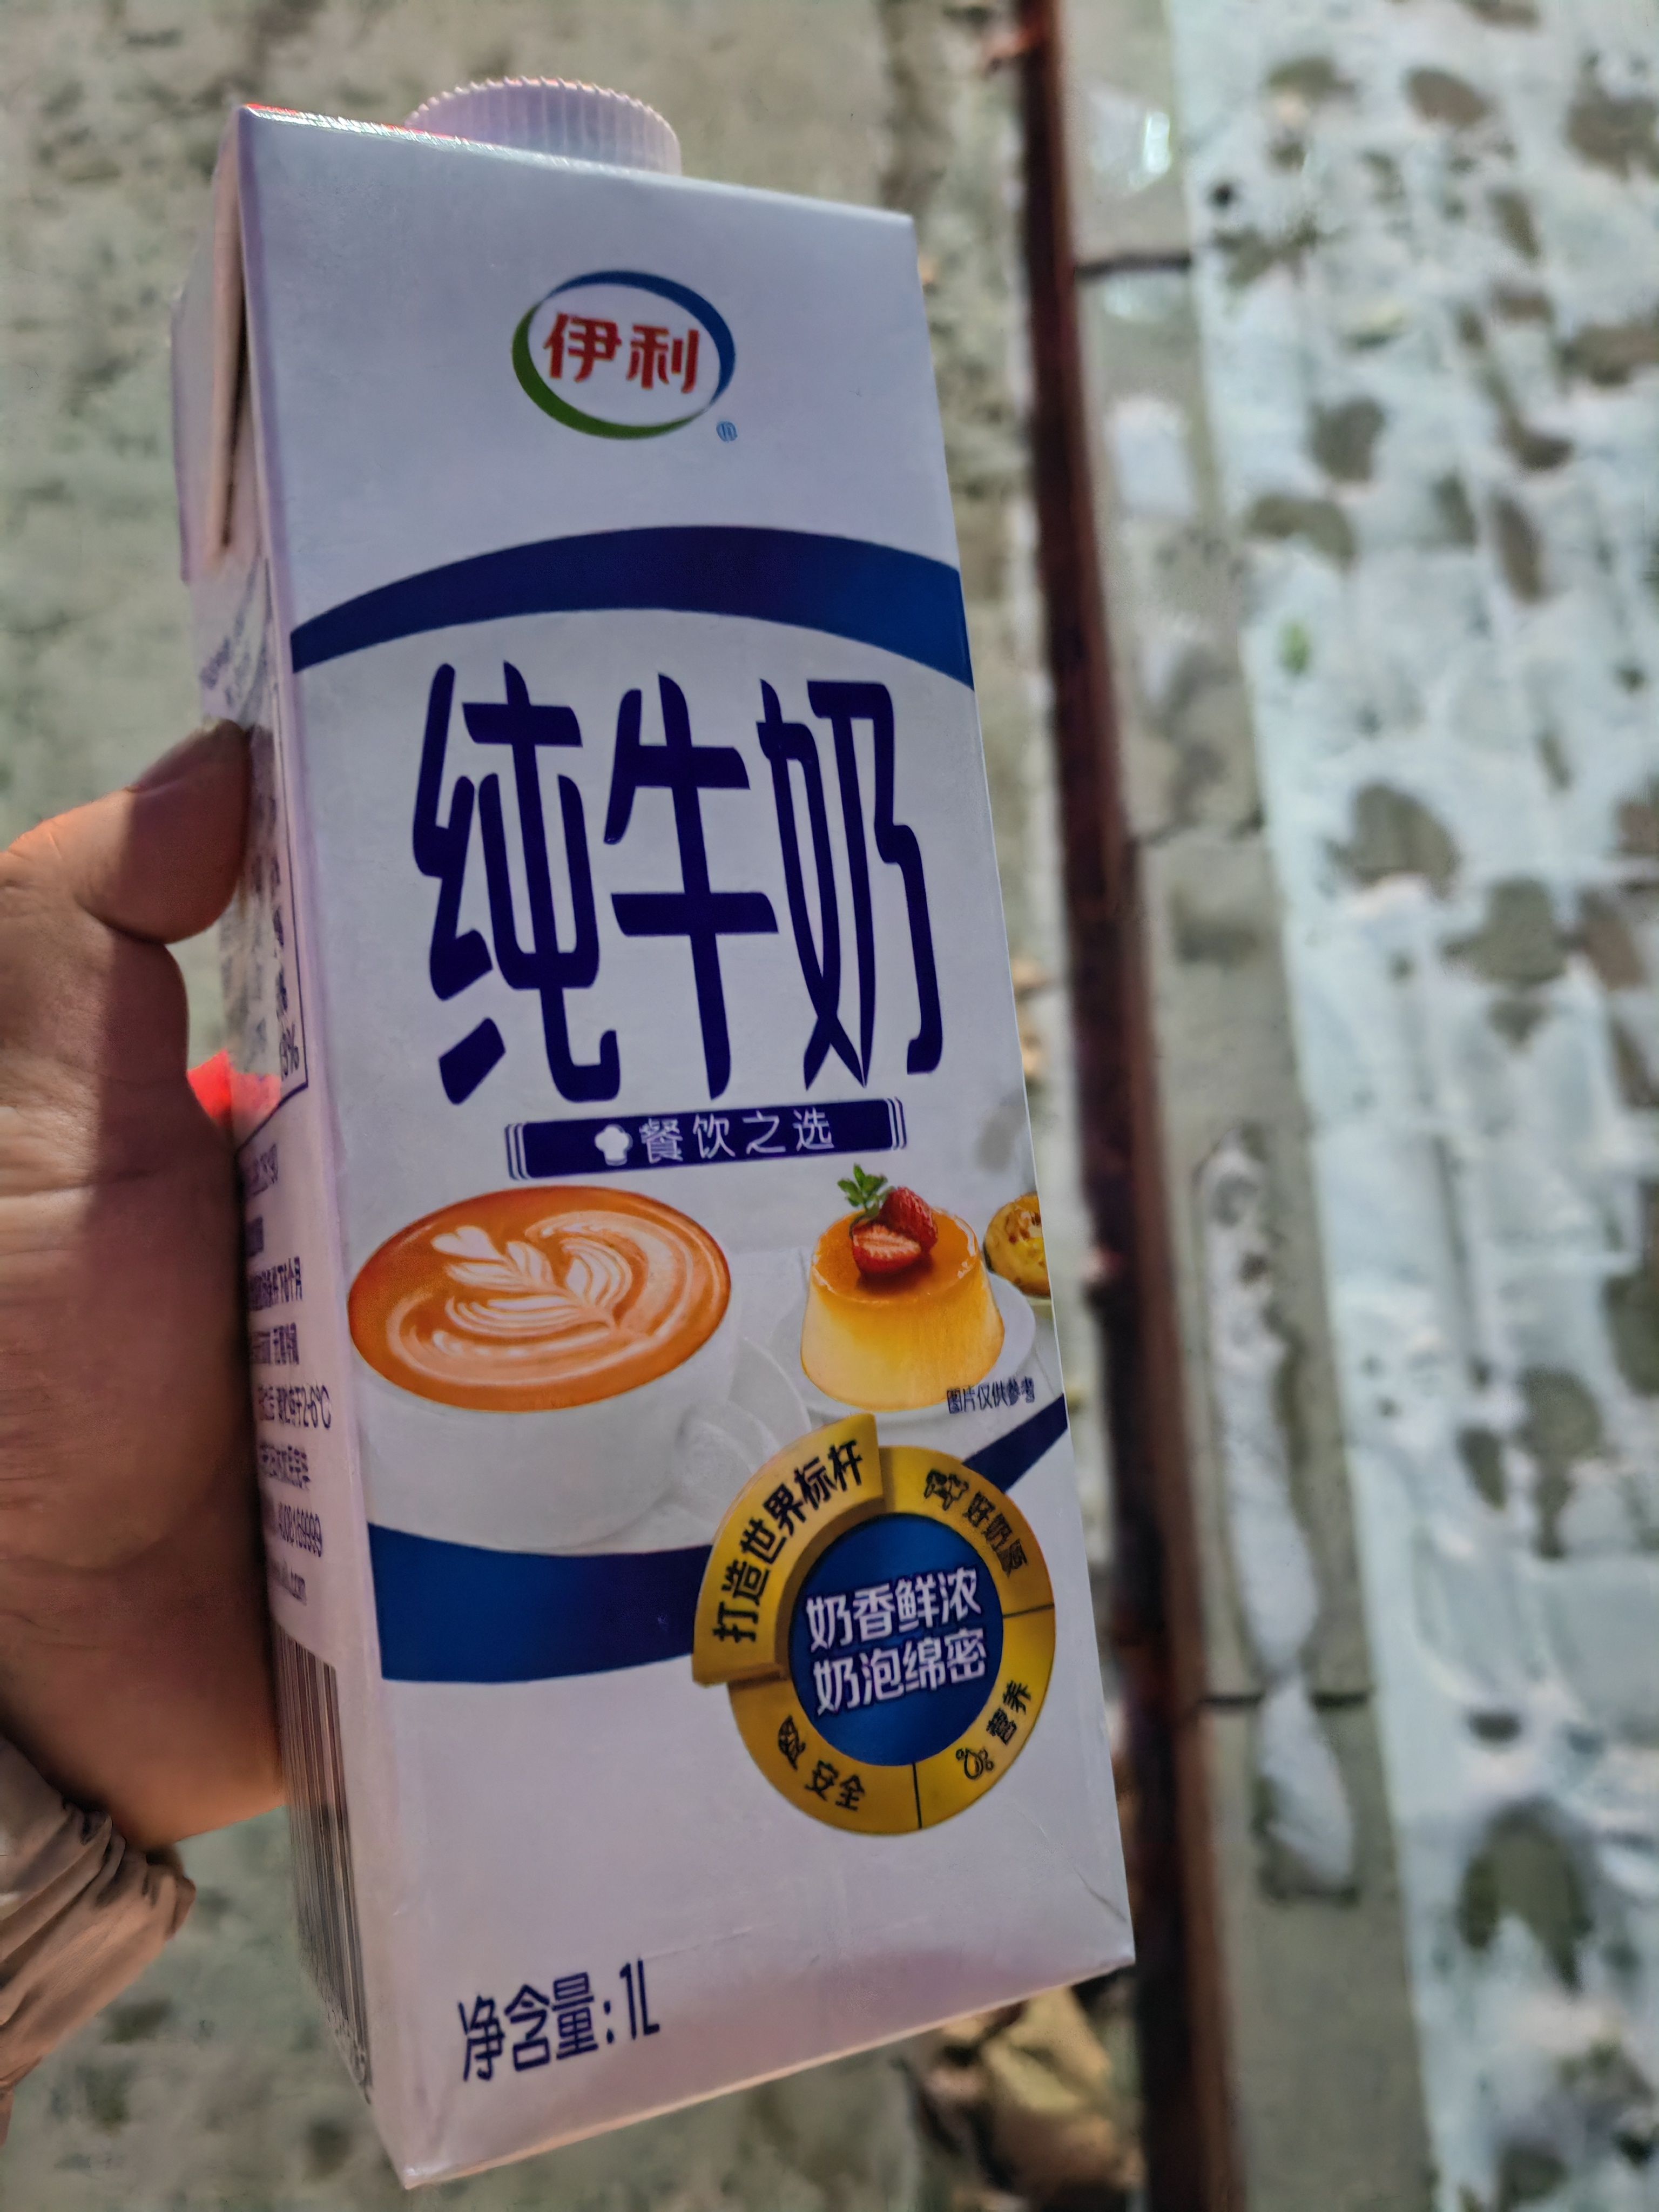 伊利
纯牛奶
餐饮之选
图片仅供参考
打造世界标杆
好奶源
奶香鲜浓
奶泡绵密
营养
安全
净含量:1L
2-6°C